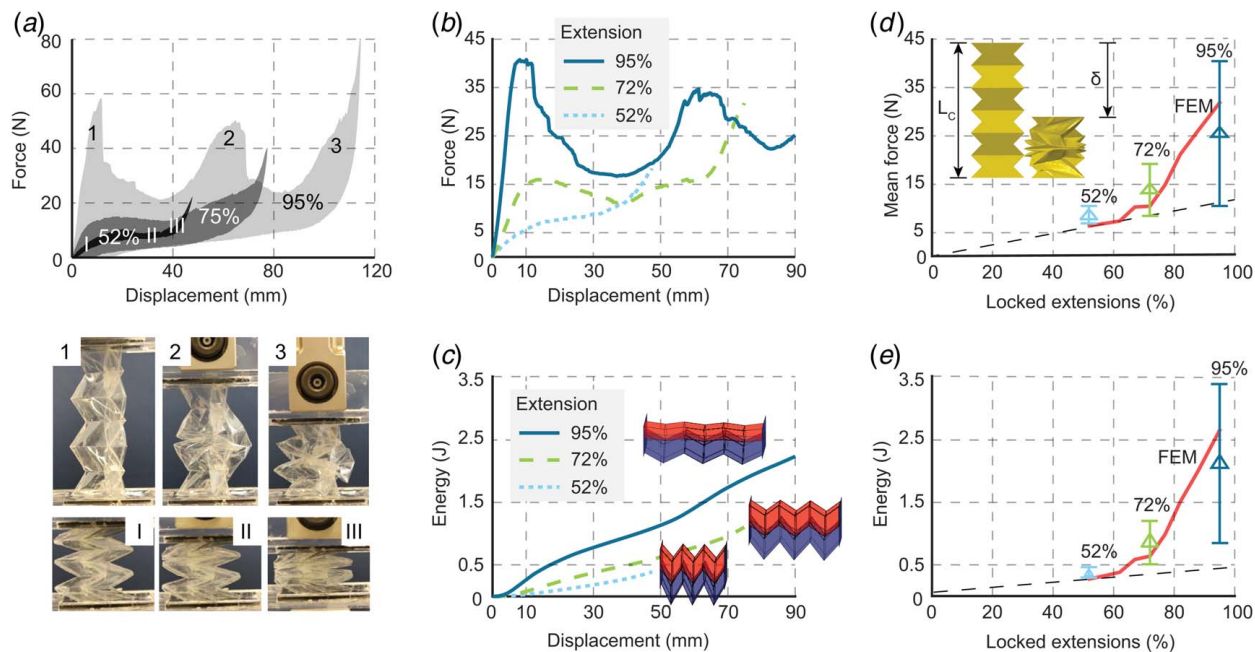 (a)
80
60
40
20
0
Force (N)
1
2
3
I
52%
II
III
75%
95%
0
40
80
120
Displacement (mm)
1
2
3
I
II
III
(b)
45
35
25
15
5
0
Force (N)
Extension
95%
72%
52%
0
10
30
50
70
90
Displacement (mm)
(c)
3.5
2.5
1.5
0.5
0
Energy (J)
Extension
95%
72%
52%
0
10
30
50
70
90
Displacement (mm)
(d)
45
35
25
15
5
0
Mean force (N)
LC
δ
95%
FEM
72%
52%
0
20
40
60
80
100
Locked extensions (%)
(e)
3.5
2.5
1.5
0.5
0
Energy (J)
95%
FEM
72%
52%
0
20
40
60
80
100
Locked extensions (%)